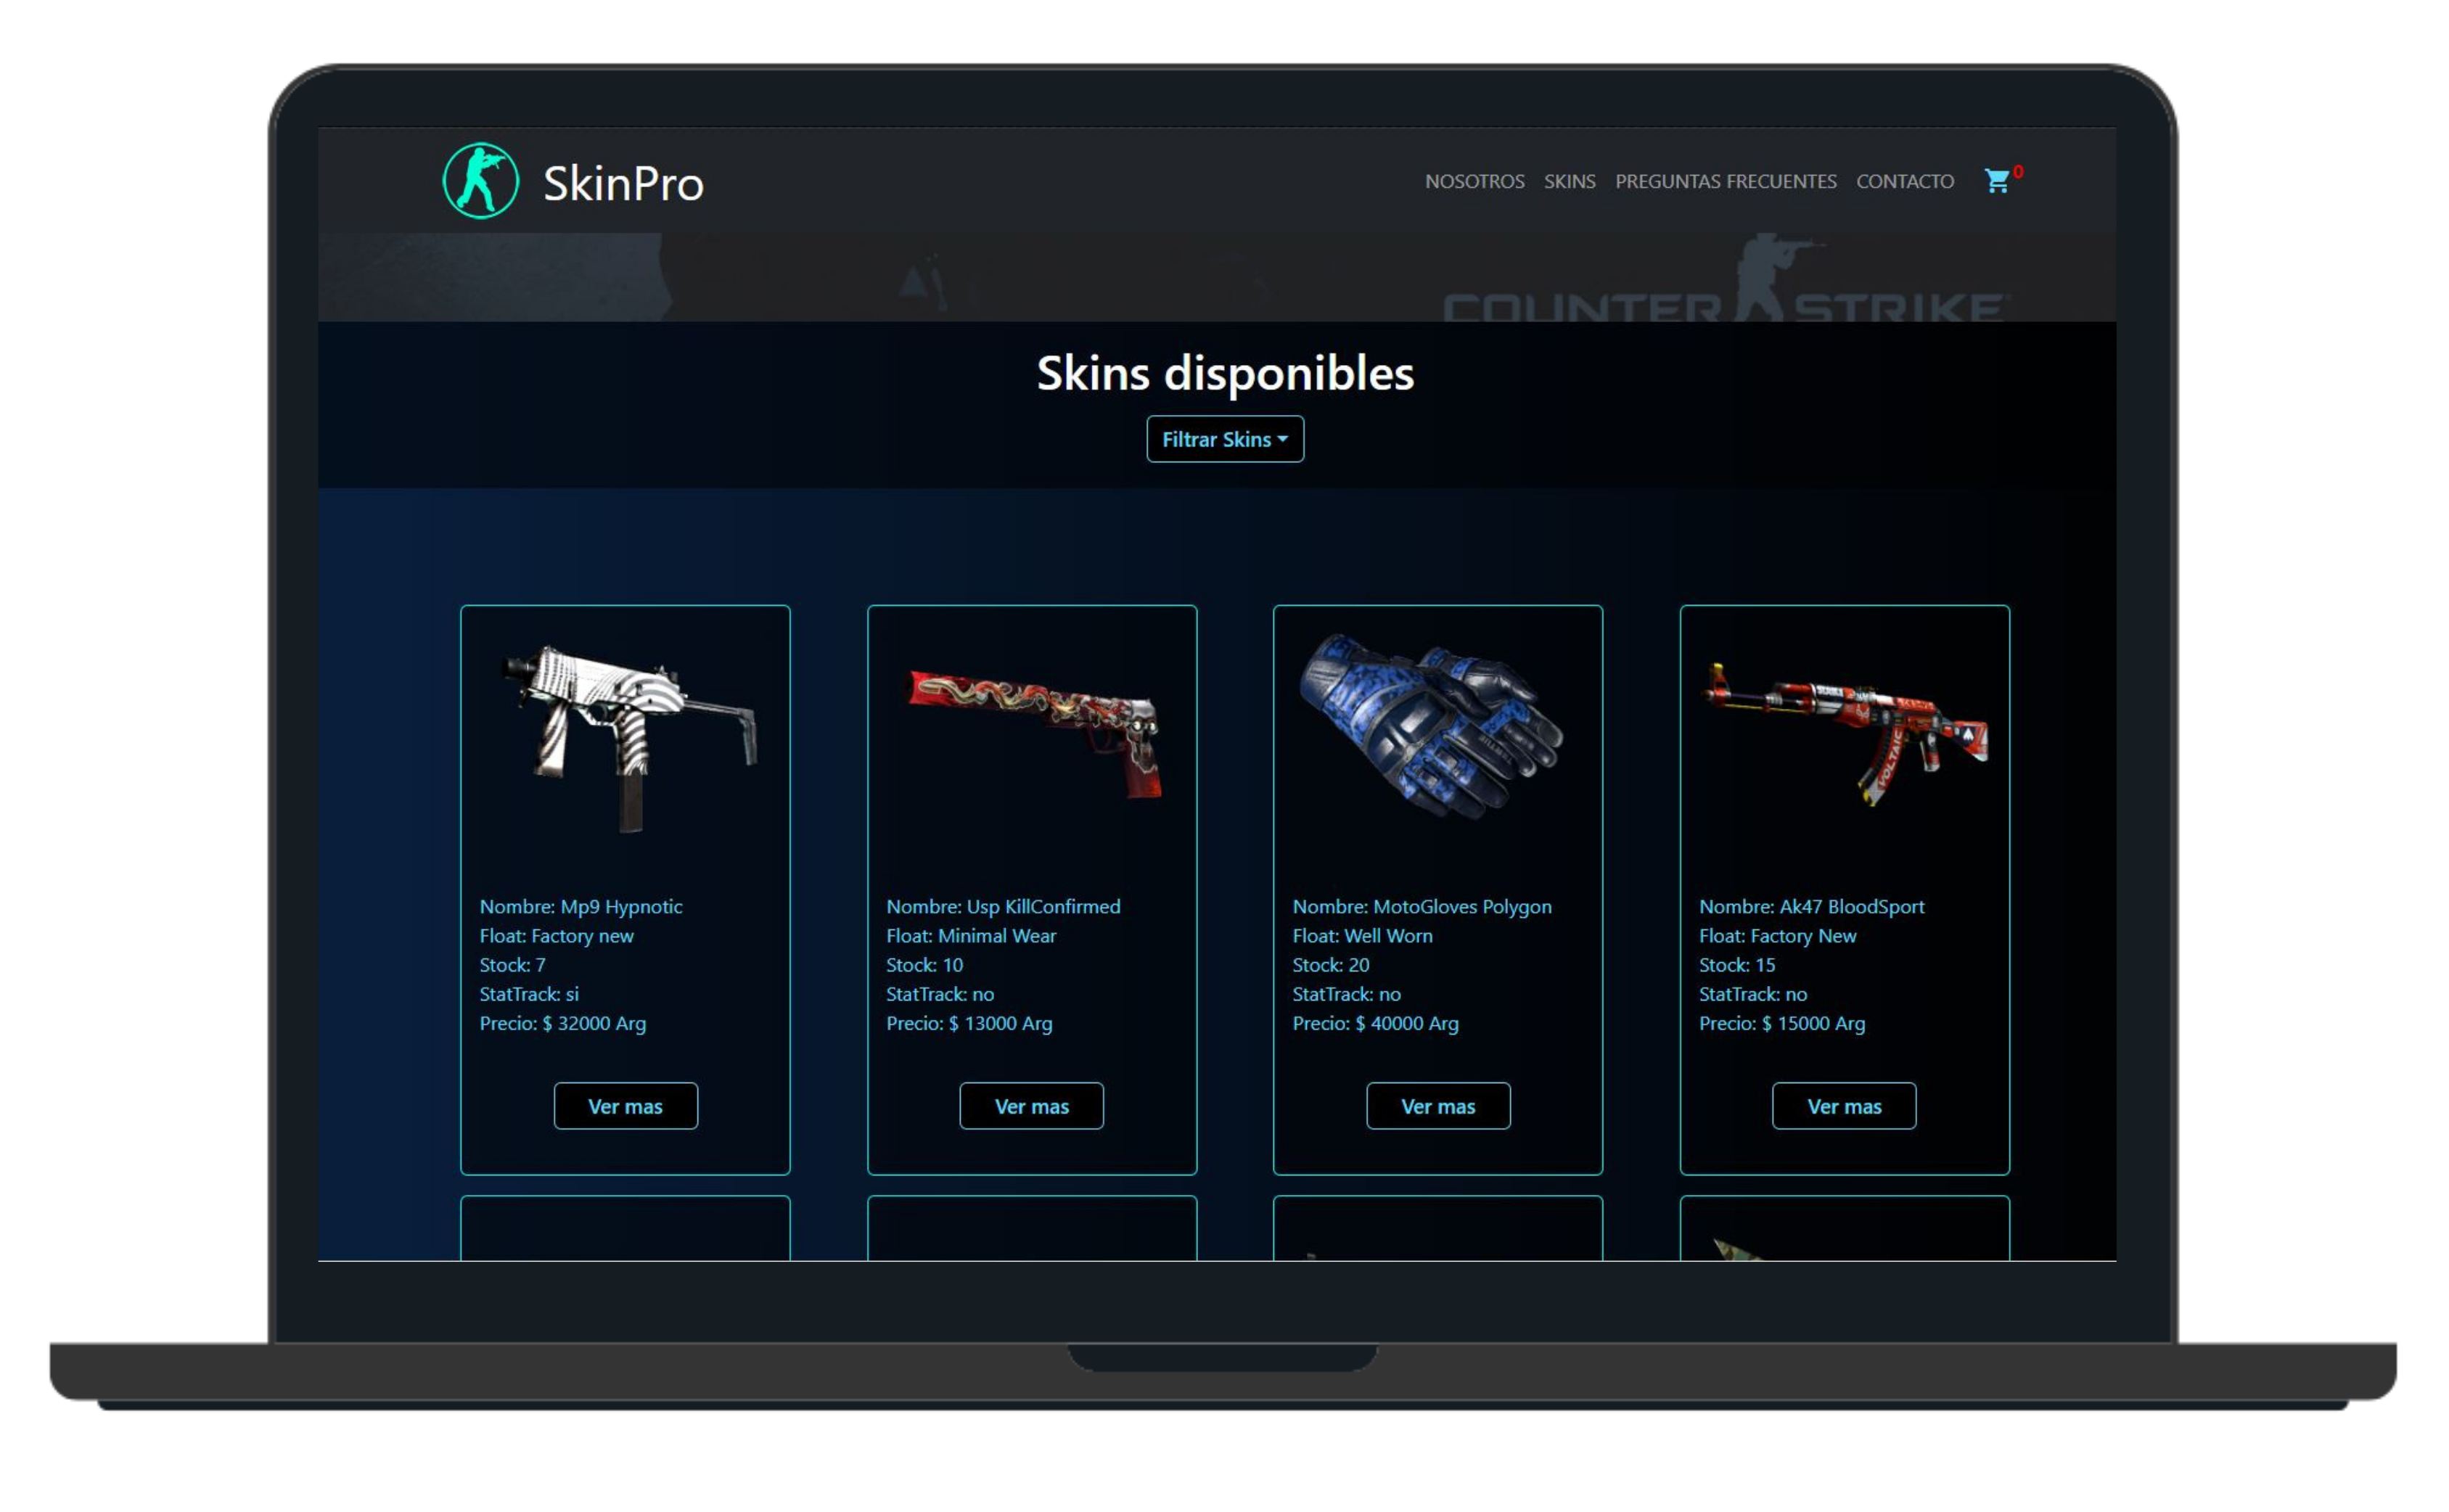 SkinPro
NOSOTROS SKINS PREGUNTAS FRECUENTES CONTACTO 0
COUNTER STRIKE
Skins disponibles
Filtrar Skins
VOLTAIC
Nombre: Mp9 Hypnotic
Float: Factory new
Stock: 7
StatTrack: si
Precio: $ 32000 Arg
Ver mas
Nombre: Usp KillConfirmed
Float: Minimal Wear
Stock: 10
StatTrack: no
Precio: $ 13000 Arg
Ver mas
Nombre: MotoGloves Polygon
Float: Well Worn
Stock: 20
StatTrack: no
Precio: $ 40000 Arg
Ver mas
Nombre: Ak47 BloodSport
Float: Factory New
Stock: 15
StatTrack: no
Precio: $ 15000 Arg
Ver mas